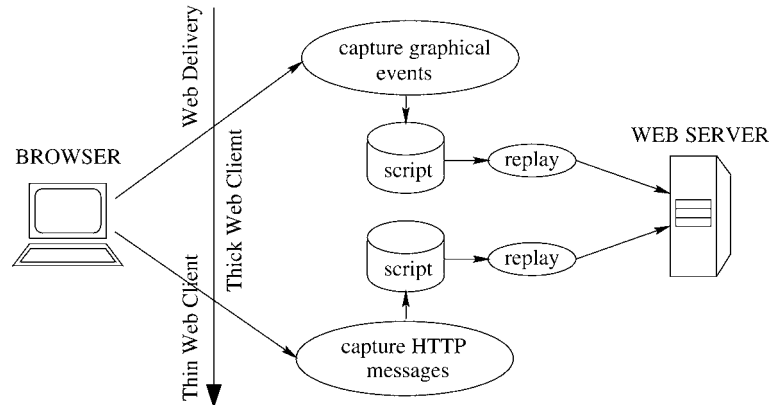 capture graphical
events
Web Delivery
WEB SERVER
BROWSER
script
replay
Thick Web Cliemt
script
replay
Thin Web Client
capture HTTP
messages